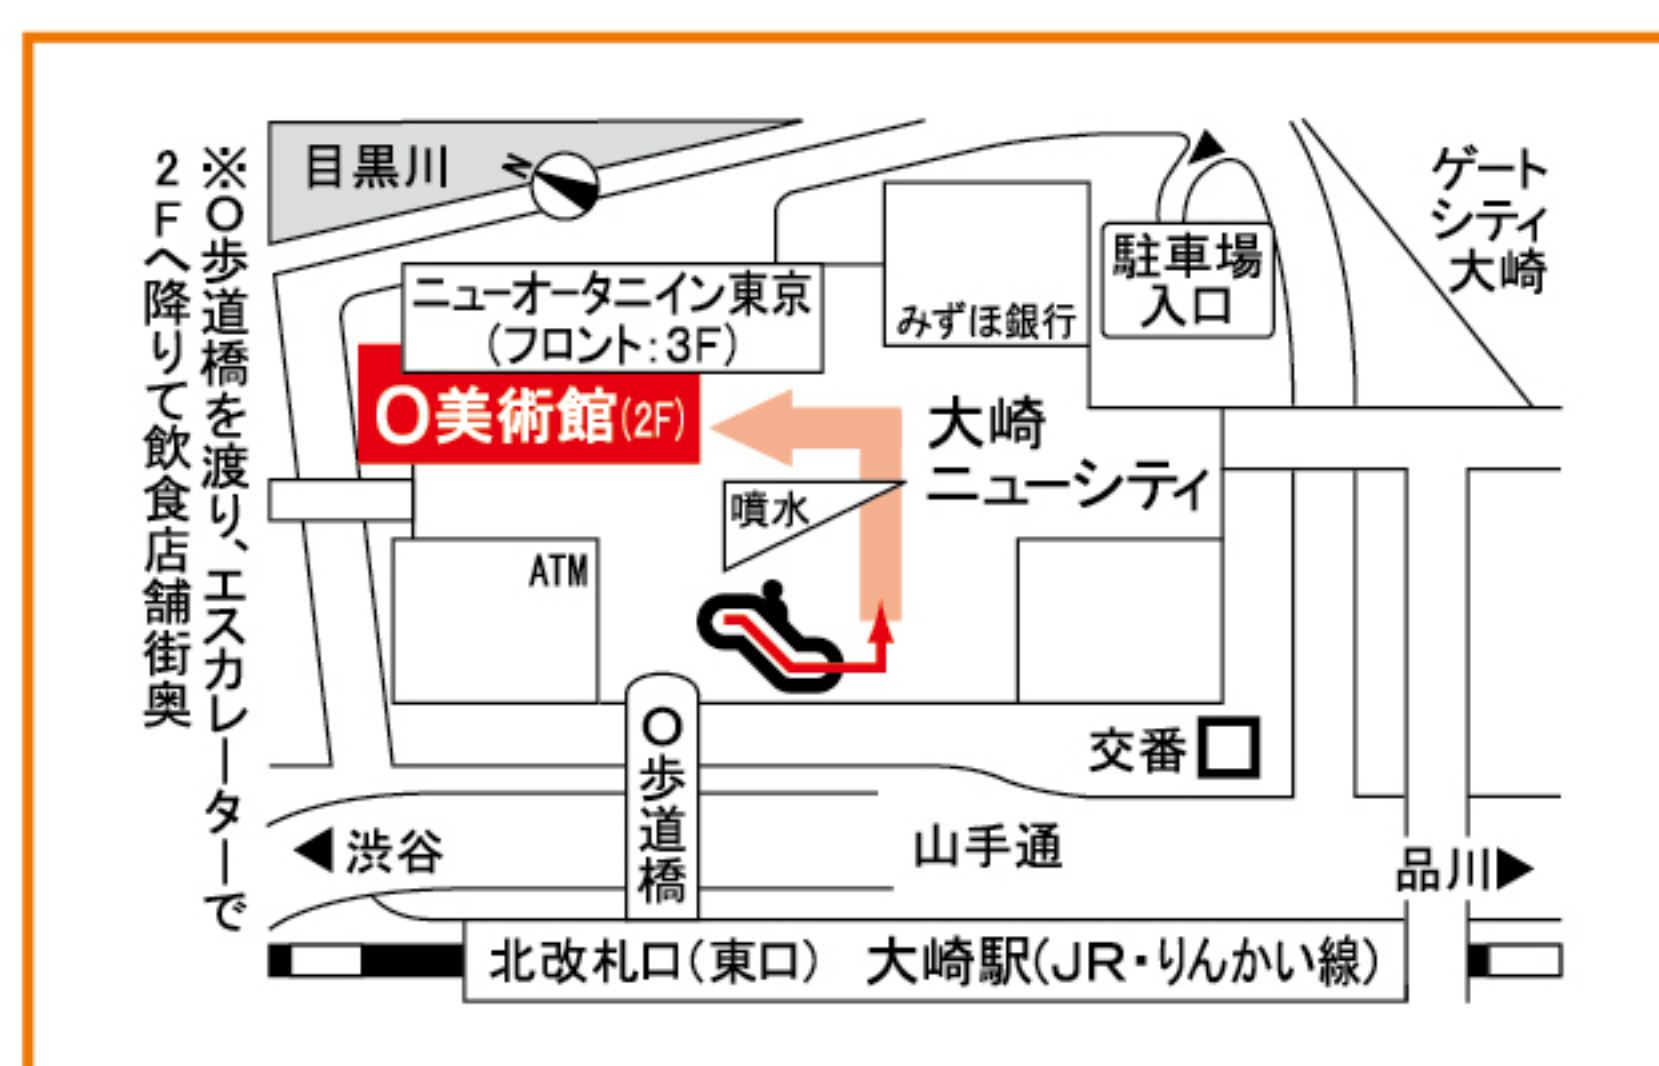 ※O歩道橋を渡り、エスカレーターで
2Fへ降りて飲食店舗街奥
目黒川
N
ゲート
シティ
大崎
駐車場
入口
ニューオータニイン東京
(フロント:3F)
みずほ銀行
O美術館(2F)
大崎
ニューシティ
噴水
ATM
交番
O歩道橋
渋谷
山手通
品川
北改札口(東口) 大崎駅(JR・りんかい線)